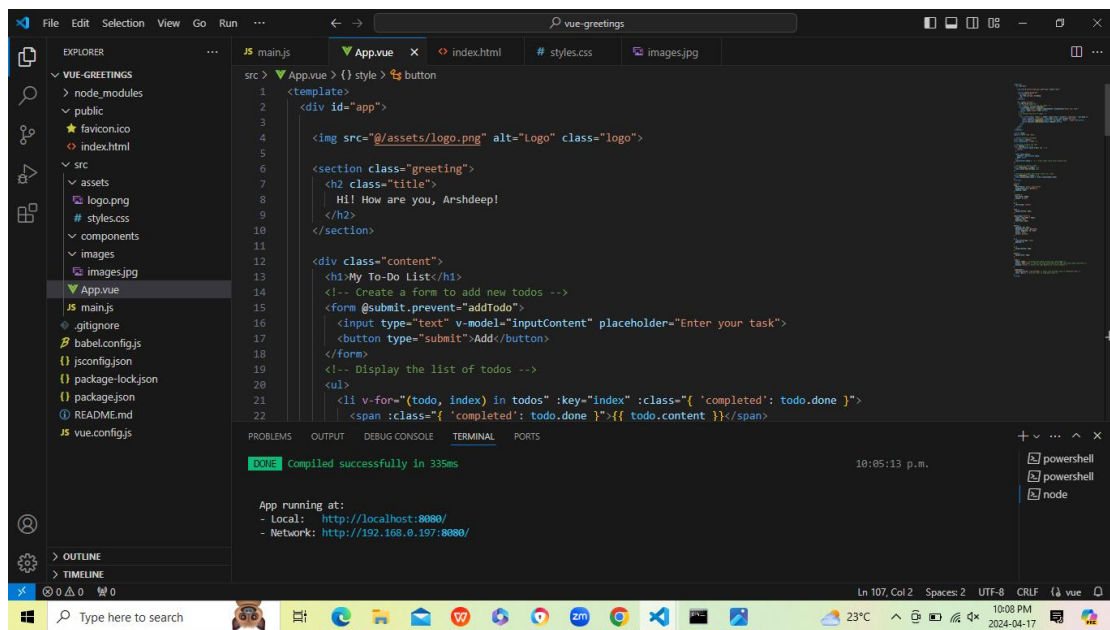 File Edit Selection View Go Run ··· vue-greetings
EXPLORER ···
VUE-GREETINGS
node_modules
public
favicon.ico
index.html
src
assets
logo.png
# styles.css
components
images
images.jpg
App.vue
JS main.js
.gitignore
babel.config.js
{} jsconfig.json
{} package-lock.json
{} package.json
README.md
JS vue.config.js
OUTLINE
TIMELINE
JS main.js App.vue × <> index.html # styles.css images.jpg
src > App.vue > {} style > button
1 <template>
2 <div id="app">
3
4 <img src="@/assets/logo.png" alt="Logo" class="logo">
5
6 <section class="greeting">
7 <h2 class="title">
8 Hi! How are you, Arshdeep!
9 </h2>
10 </section>
11
12 <div class="content">
13 <h1>My To-Do List</h1>
14 <!-- Create a form to add new todos -->
15 <form @submit.prevent="addTodo">
16 <input type="text" v-model="inputContent" placeholder="Enter your task">
17 <button type="submit">Add</button>
18 </form>
19 <!-- Display the list of todos -->
20 <ul>
21 <li v-for="(todo, index) in todos" :key="index" :class="{ 'completed': todo.done }">
22 <span :class="{ 'completed': todo.done }">{{ todo.content }}</span>
PROBLEMS OUTPUT DEBUG CONSOLE TERMINAL PORTS
DONE Compiled successfully in 335ms 10:05:13 p.m.
App running at:
- Local: http://localhost:8080/
- Network: http://192.168.0.197:8080/
powershell
powershell
node
0 0 0 Ln 107, Col 2 Spaces: 2 UTF-8 CRLF vue
Type here to search zm 23°C 10:08 PM
2024-04-17